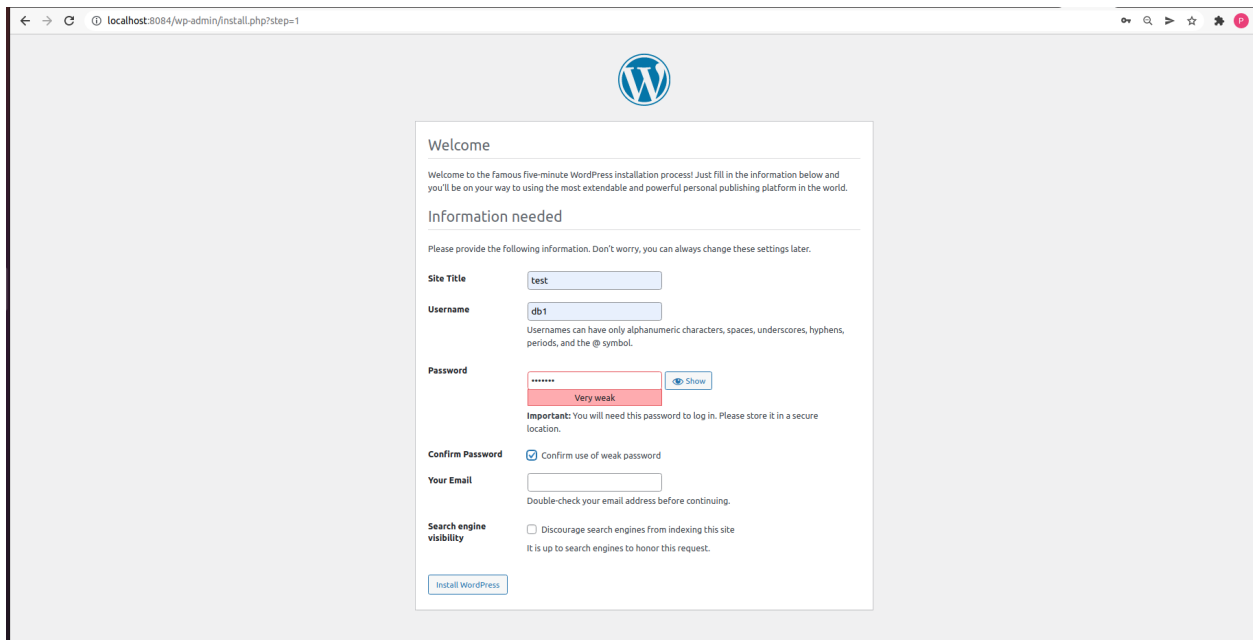 localhost:8084/wp-admin/install.php?step=1
P
W
Welcome
Welcome to the famous five-minute WordPress installation process! Just fill in the information below and
you'll be on your way to using the most extendable and powerful personal publishing platform in the world.
Information needed
Please provide the following information. Don't worry, you can always change these settings later.
Site Title
test
Username
db1
Usernames can have only alphanumeric characters, spaces, underscores, hyphens,
periods, and the @ symbol.
Password
•••••••
Show
Very weak
Important: You will need this password to log in. Please store it in a secure
location.
Confirm Password
Confirm use of weak password
Your Email
Double-check your email address before continuing.
Search engine
visibility
Discourage search engines from indexing this site
It is up to search engines to honor this request.
Install WordPress